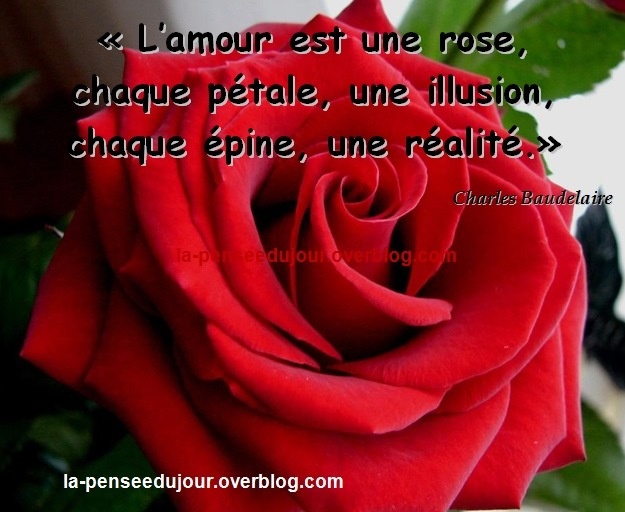 « L'amour est une rose,
chaque pétale, une illusion,
chaque épine, une réalité.»
Charles Baudelaire
la-penseedujour.overblog.com
la-penseedujour.overblog.com